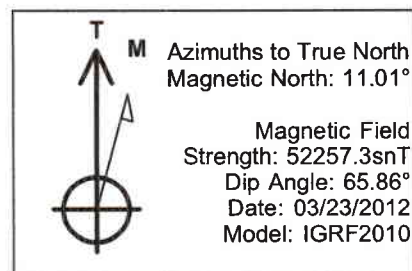 T
M
Azimuths to True North
Magnetic North: 11.01°
Magnetic Field
Strength: 52257.3snT
Dip Angle: 65.86°
Date: 03/23/2012
Model: IGRF2010